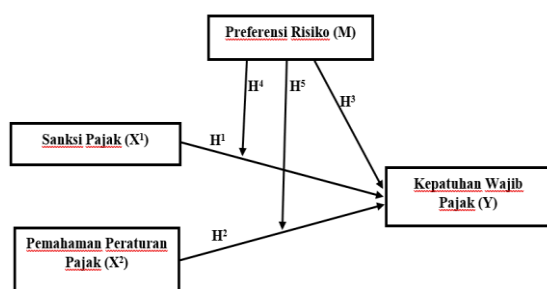 Preferensi Risiko (M)
H⁴
H⁵
H³
Sanksi Pajak (X¹)
H¹
Kepatuhan Wajib
Pajak (Y)
H²
Pemahaman Peraturan
Pajak (X²)